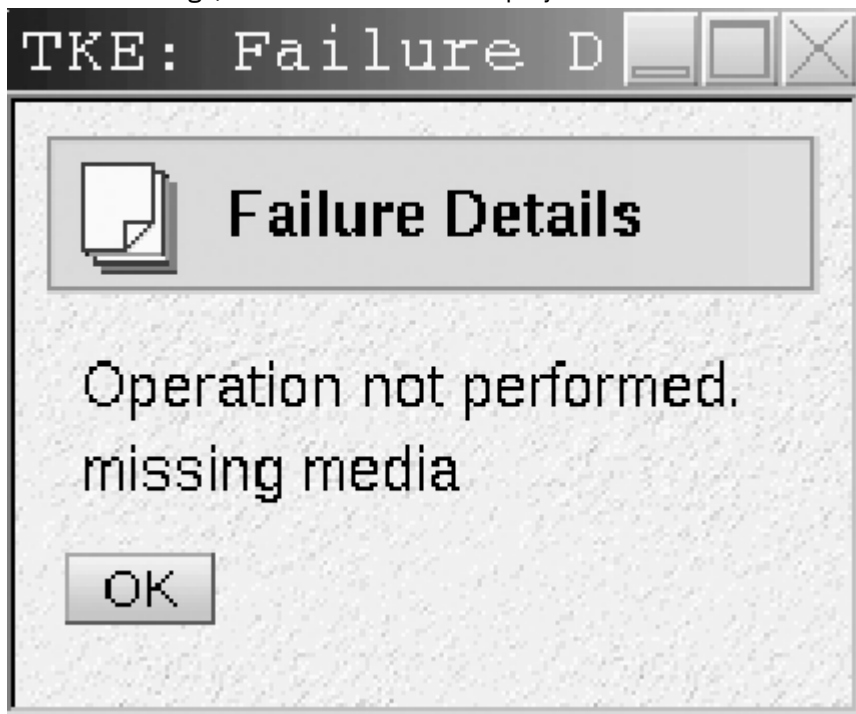 TKE: Failure D
Failure Details
Operation not performed.
missing media
OK